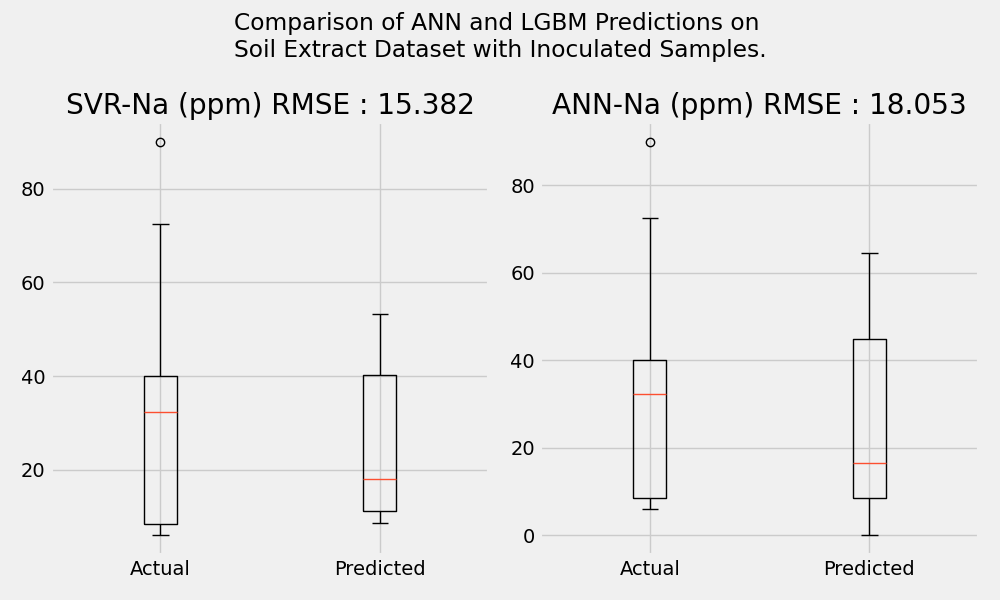 Comparison of ANN and LGBM Predictions on
Soil Extract Dataset with Inoculated Samples.
SVR-Na (ppm) RMSE : 15.382
80
60
40
20
Actual
Predicted
ANN-Na (ppm) RMSE : 18.053
80
60
40
20
0
Actual
Predicted